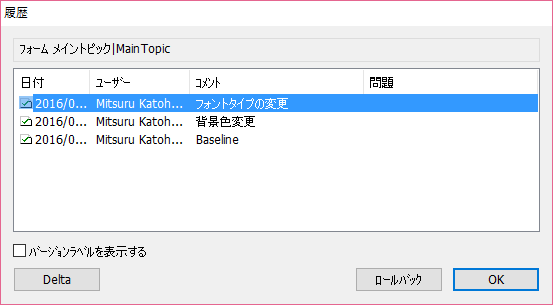 履歴
フォーム メイントピック|MainTopic
日付 ユーザー コメント 問題
2016/0... Mitsuru Katoh... フォントタイプの変更
2016/0... Mitsuru Katoh... 背景色変更
2016/0... Mitsuru Katoh... Baseline
バージョンラベルを表示する
Delta ロールバック OK